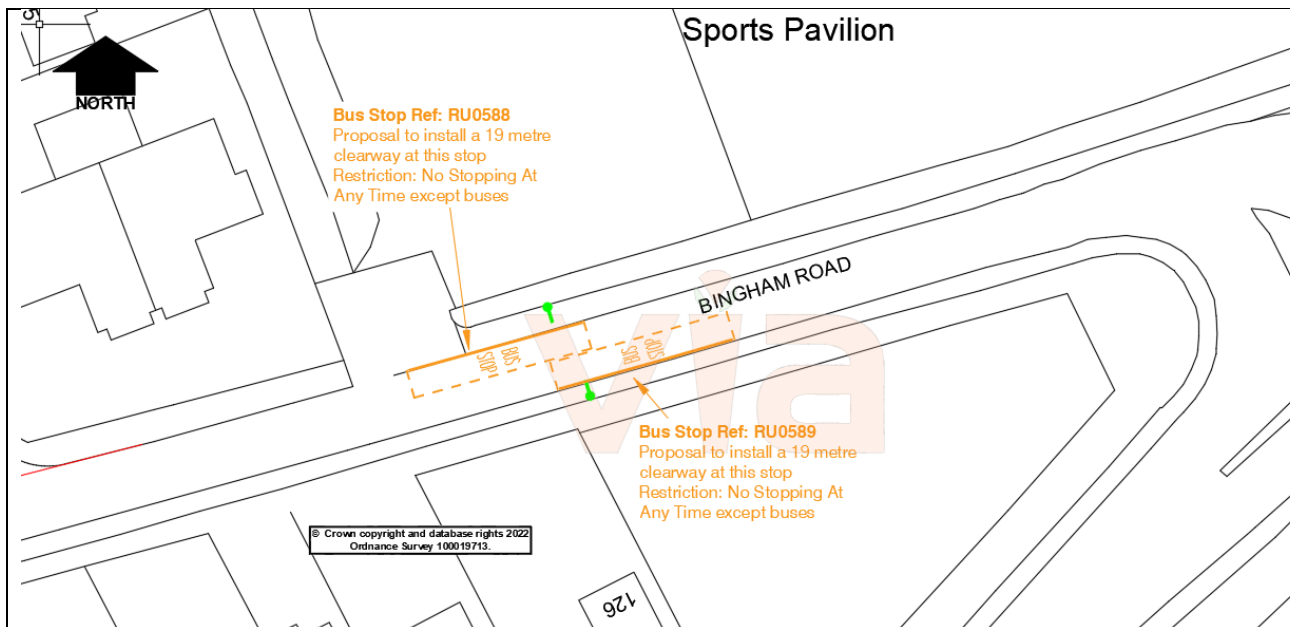 Sports Pavilion
NORTH
Bus Stop Ref: RU0588
Proposal to install a 19 metre
clearway at this stop
Restriction: No Stopping At
Any Time except buses
BINGHAM ROAD
BUS
STOP
BUS
STOP
via
Bus Stop Ref: RU0589
Proposal to install a 19 metre
clearway at this stop
Restriction: No Stopping At
Any Time except buses
© Crown copyright and database rights 2022
Ordnance Survey 100019713.
126